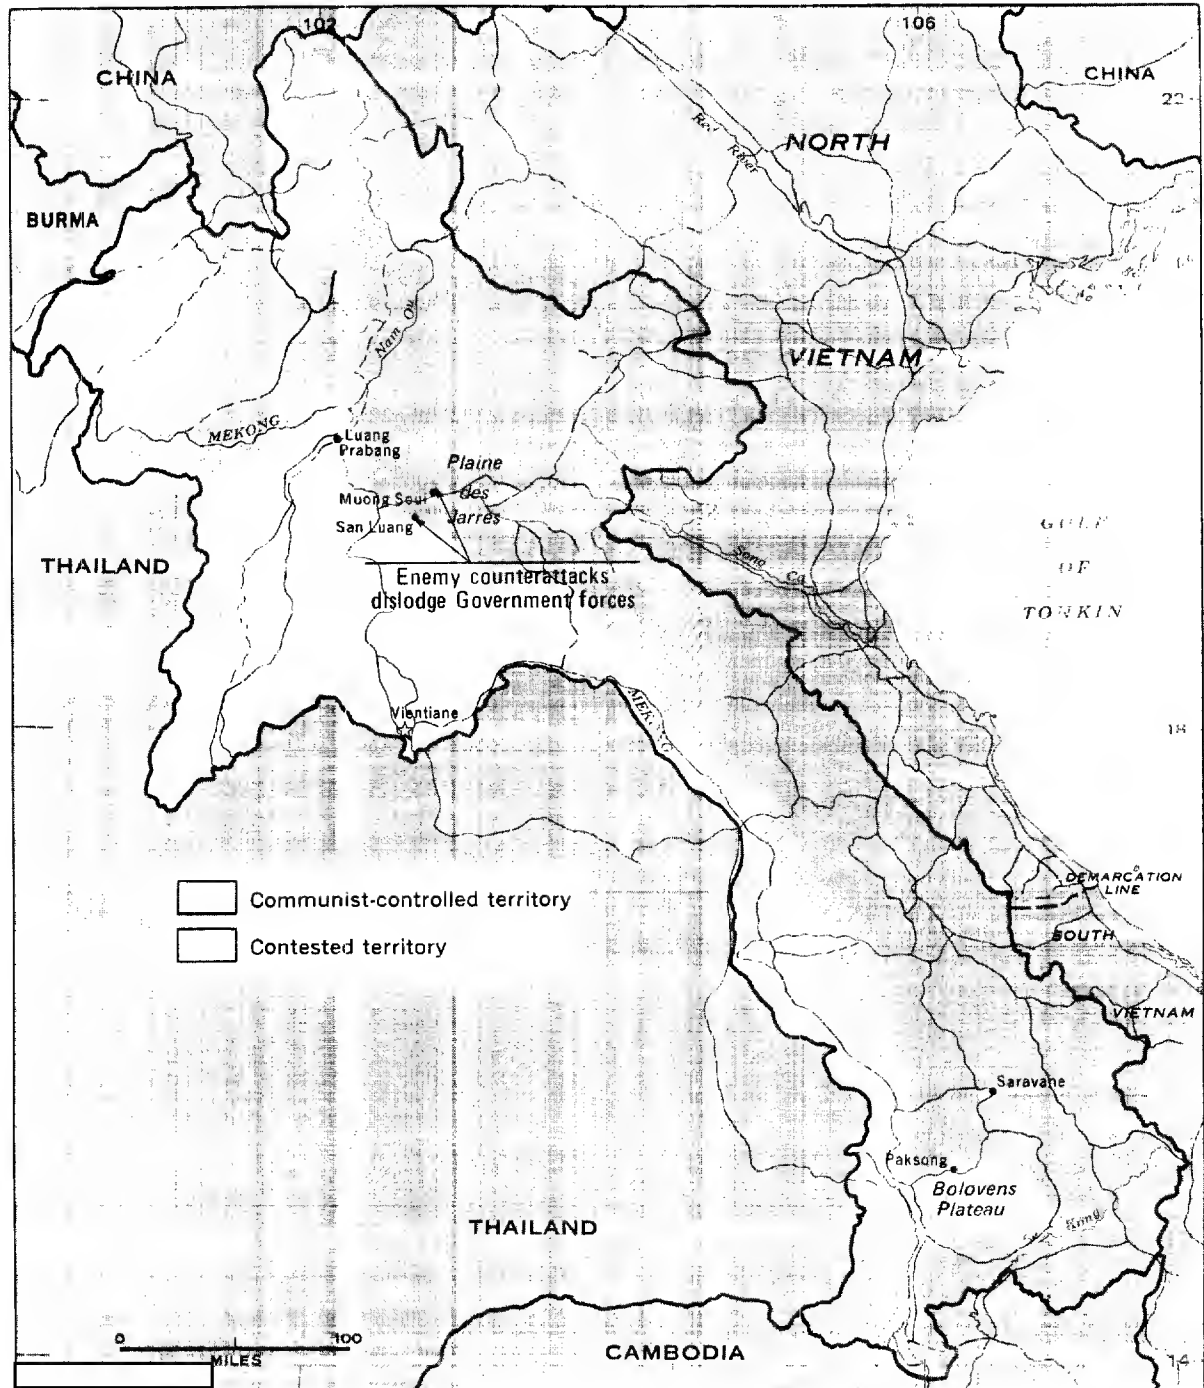 102
106
CHINA
CHINA
22
Red River
NORTH
BURMA
Nam Ou
VIETNAM
MEKONG
Luang
Prabang
Plaine
des
Jarres
Muong Soui
San Luang
GULF
OF
TONKIN
THAILAND
Song Ca
Enemy counterattacks
dislodge Government forces
MEKONG
Vientiane
18
Communist-controlled territory
DEMARCATION
LINE
Contested territory
SOUTH
VIETNAM
Saravane
Paksong
Bolovens
Plateau
Kong
THAILAND
0 100
MILES
CAMBODIA
14